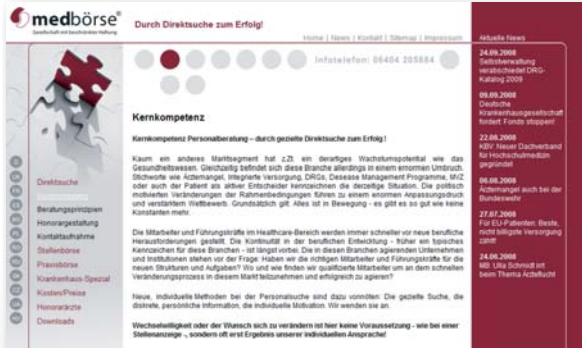 medbörse
Gesellschaft mit beschränkter Haftung
Durch Direktsuche zum Erfolg!
Home | News | Kontakt | Sitemap | Impressum
Infotelefon: 06404 205884
Direktsuche
Beratungsprinzipien
Honorargestaltung
Kontaktaufnahme
Stellenbörse
Praxisbörse
Krankenhaus-Spezial
Kosten/Preise
Honorarärzte
Downloads
Kernkompetenz
Kernkompetenz Personalberatung – durch gezielte Direktsuche zum Erfolg !
Kaum ein anderes Marktsegment hat z.Zt. ein derartiges Wachstumspotential wie das
Gesundheitswesen. Gleichzeitig befindet sich diese Branche allerdings in einem enormen Umbruch.
Stichworte wie Ärztemangel, Integrierte Versorgung, DRGs, Desease Management Programme, MVZ
oder auch der Patient als aktiver Entscheider kennzeichnen die derzeitige Situation. Die politisch
motivierten Veränderungen der Rahmenbedingungen führen zu einem enormen Anpassungsdruck
und verstärktem Wettbewerb. Grundsätzlich gilt: Alles ist in Bewegung - es gibt es so gut wie keine
Konstanten mehr.
Die Mitarbeiter und Führungskräfte im Healthcare-Bereich werden immer schneller vor neue berufliche
Herausforderungen gestellt. Die Kontinuität in der beruflichen Entwicklung - früher ein typisches
Kennzeichen für diese Branchen - ist längst vorbei. Die in diesen Branchen agierenden Unternehmen
und Institutionen stehen vor der Frage: Haben wir die richtigen Mitarbeiter und Führungskräfte für die
neuen Strukturen und Aufgaben? Wo und wie finden wir qualifizierte Mitarbeiter um an dem schnellen
Veränderungsprozess in diesem Markt teilzunehmen und erfolgreich zu agieren?
Neue, individuelle Methoden bei der Personalsuche sind dazu vonnöten: Die gezielte Suche, die
diskrete, persönliche Information, die individuelle Motivation. Wir wenden sie an.
Wechselwilligkeit oder der Wunsch sich zu verändern ist hier keine Voraussetzung - wie bei einer
Stellenanzeige -, sondern oft erst Ergebnis unserer individuellen Ansprache!
Aktuelle News
24.09.2008
Selbstverwaltung
verabschiedet DRG-
Katalog 2009
09.09.2008
Deutsche
Krankenhausgesellschaft
fordert: Fonds stoppen!
22.08.2008
KBV: Neuer Dachverband
für Hochschulmedizin
gegründet
06.08.2008
Ärztemangel auch bei der
Bundeswehr
27.07.2008
Für EU-Patienten: Beste,
nicht billigste Versorgung
zählt!
24.06.2008
MB: Ulla Schmidt irrt
beim Thema Ärzteflucht